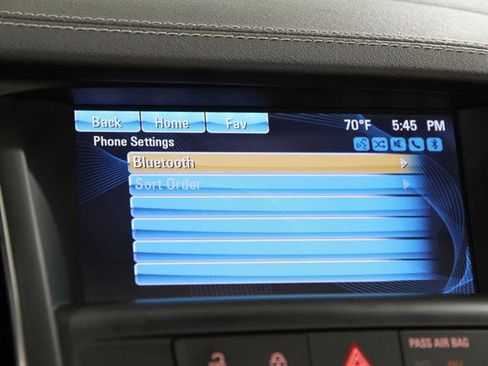 Back Home Fav 70°F 5:45 PM
Phone Settings
Bluetooth
Sort Order
PASS AIR BAG